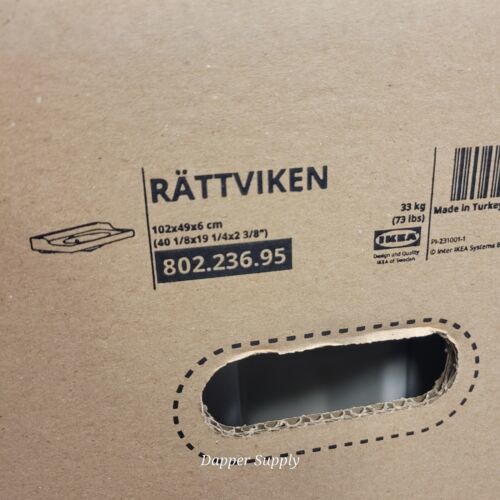 RÄTTVIKEN
102x49x6 cm
(40 1/8x19 1/4x2 3/8")
802.236.95
33 kg
(73 lbs)
IKEA
Design and Quality
IKEA of Sweden
Made in Turkey
PI-231001-1
© Inter IKEA Systems B
Dapper Supply